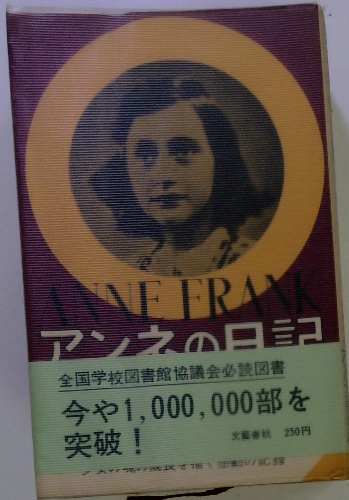 ANNE FRANK
アンネの日記
全国学校図書館協議会必読図書
今や1,000,000部を
突破!
文藝春秋 250円